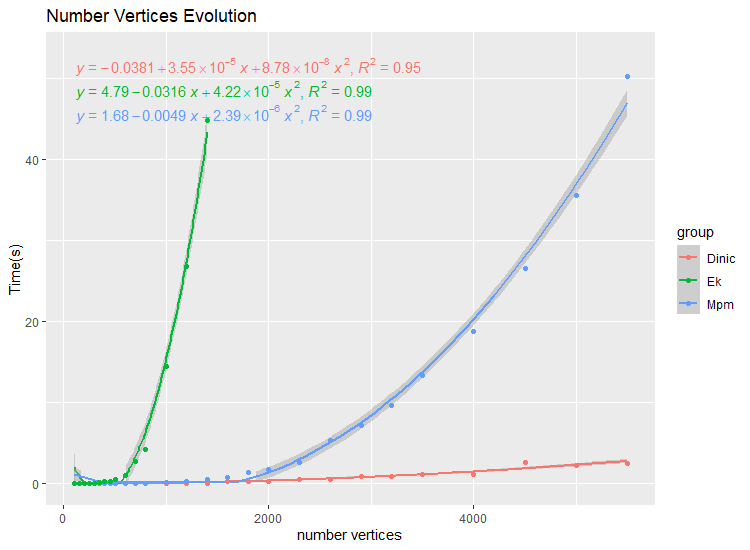 Number Vertices Evolution
y = −0.0381 + 3.55 × 10⁻⁵ x + 8.78 × 10⁻⁸ x², R² = 0.95
y = 4.79 − 0.0316 x + 4.22 × 10⁻⁵ x², R² = 0.99
y = 1.68 − 0.0049 x + 2.39 × 10⁻⁶ x², R² = 0.99
40
20
0
Time(s)
0 2000 4000
number vertices
group
Dinic
Ek
Mpm